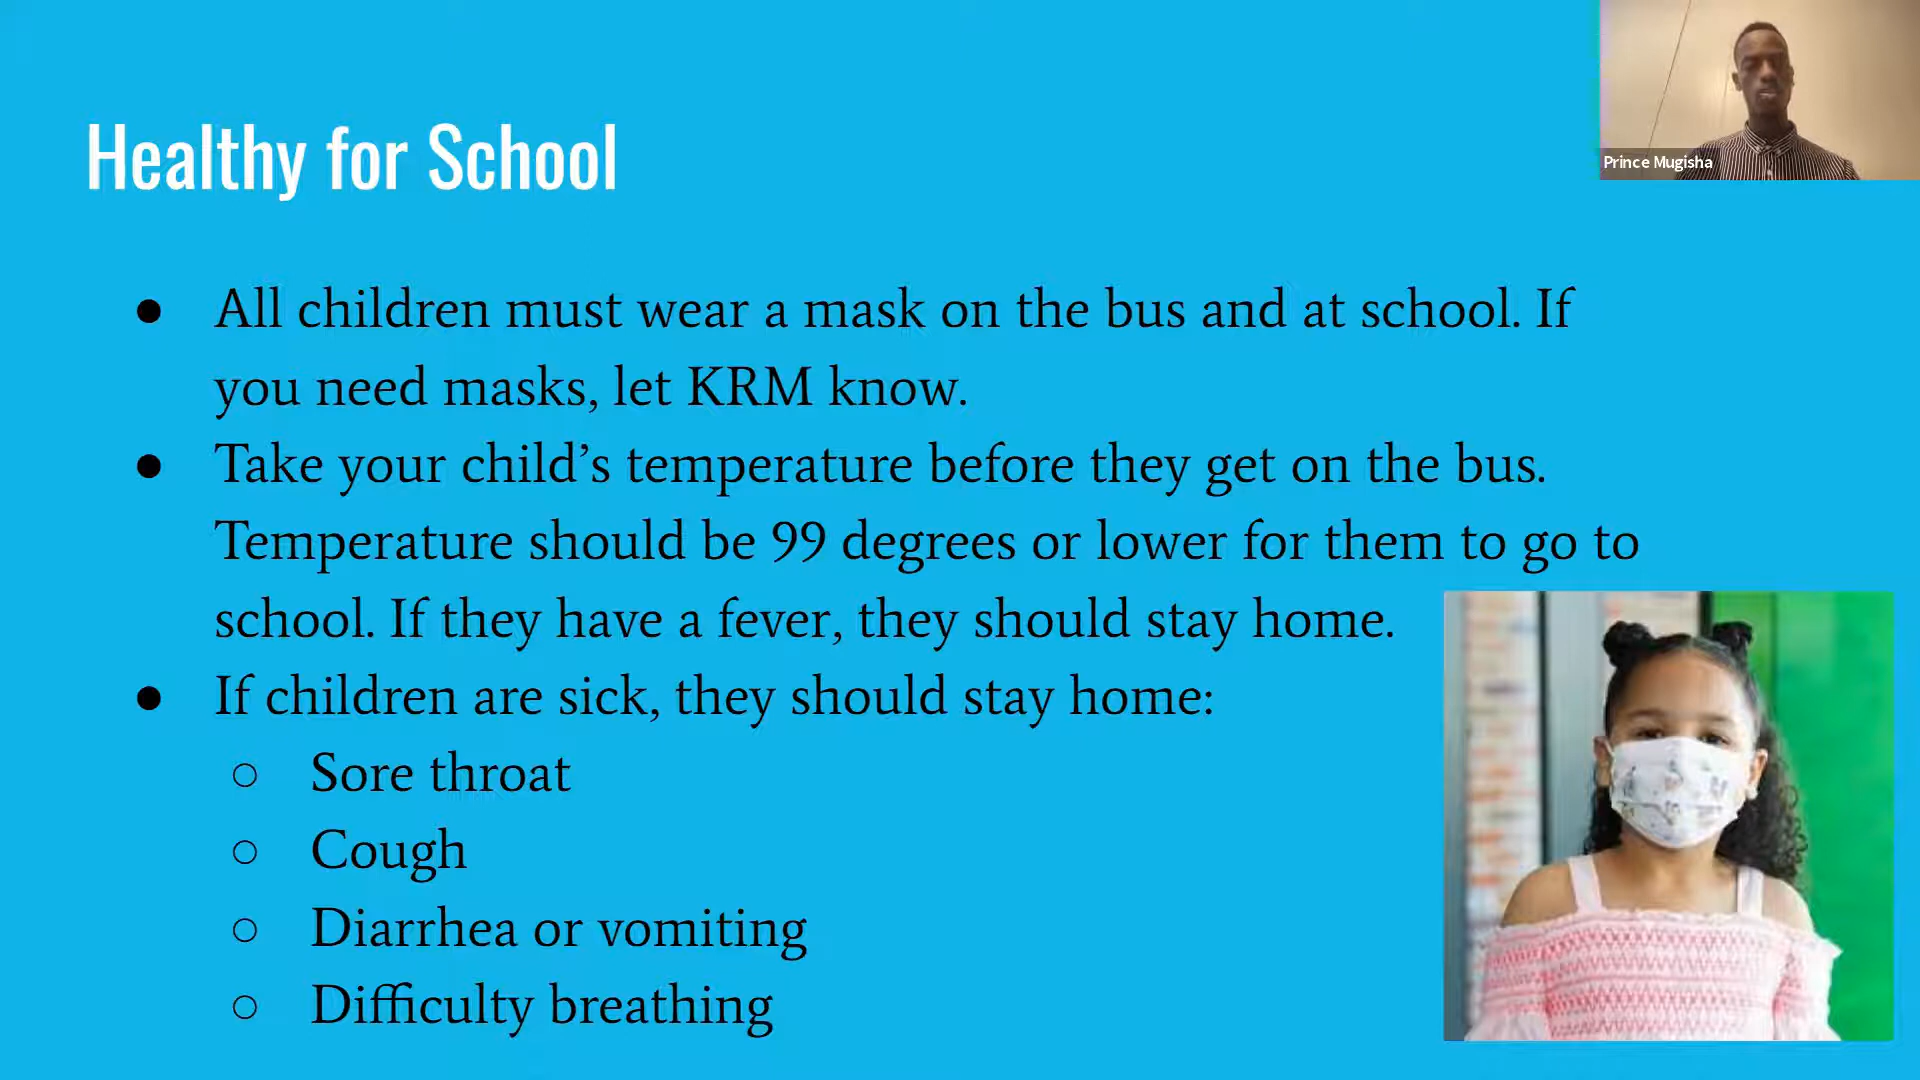 Healthy for School
Prince Mugisha
● All children must wear a mask on the bus and at school. If
you need masks, let KRM know.
● Take your child’s temperature before they get on the bus.
Temperature should be 99 degrees or lower for them to go to
school. If they have a fever, they should stay home.
● If children are sick, they should stay home:
○ Sore throat
○ Cough
○ Diarrhea or vomiting
○ Difficulty breathing